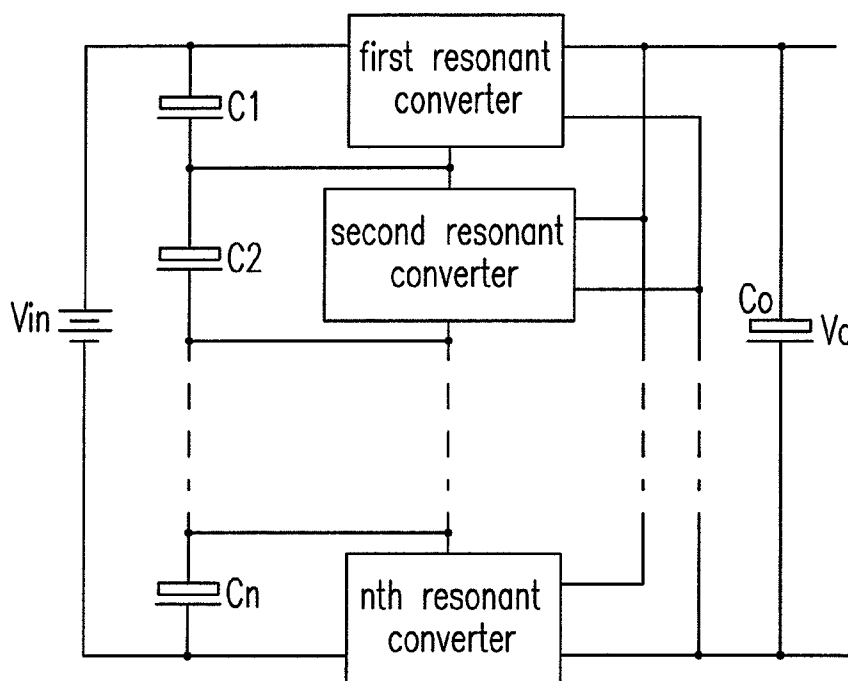 first resonant
converter
C1
second resonant
converter
C2
Vin
Co
Cn
nth resonant
converter